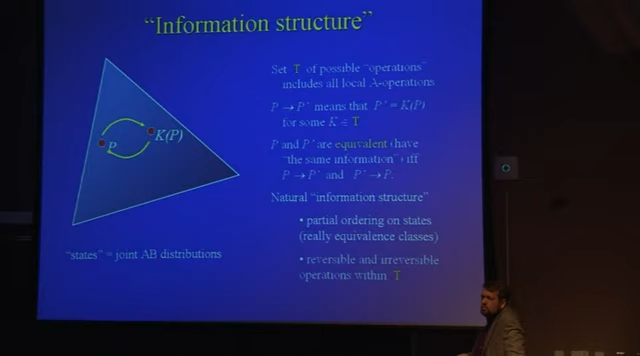 "Information structure"
Set T of possible "operations"
includes all local A-operations
P → P' means that P' = K(P)
for some K ∈ T
P and P' are equivalent (have
"the same information") iff
P → P' and P' → P.
Natural "information structure"
• partial ordering on states
(really equivalence classes)
• reversible and irreversible
operations within T
P
K(P)
"states" = joint AB distributions